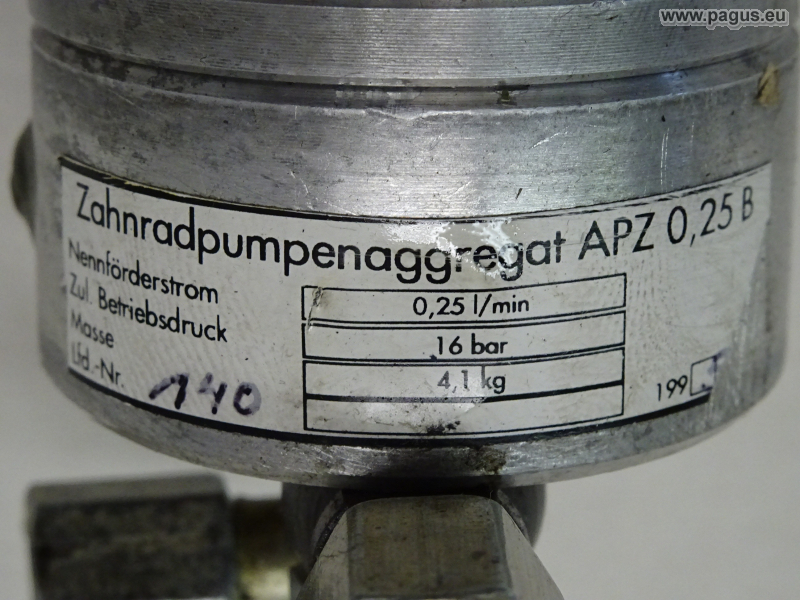 www.pagus.eu
Zahnradpumpenaggregat APZ 0,25 B
Nennförderstrom 0,25 l/min
Zul. Betriebsdruck 16 bar
Masse 4,1 kg
Lfd.-Nr. 140
199